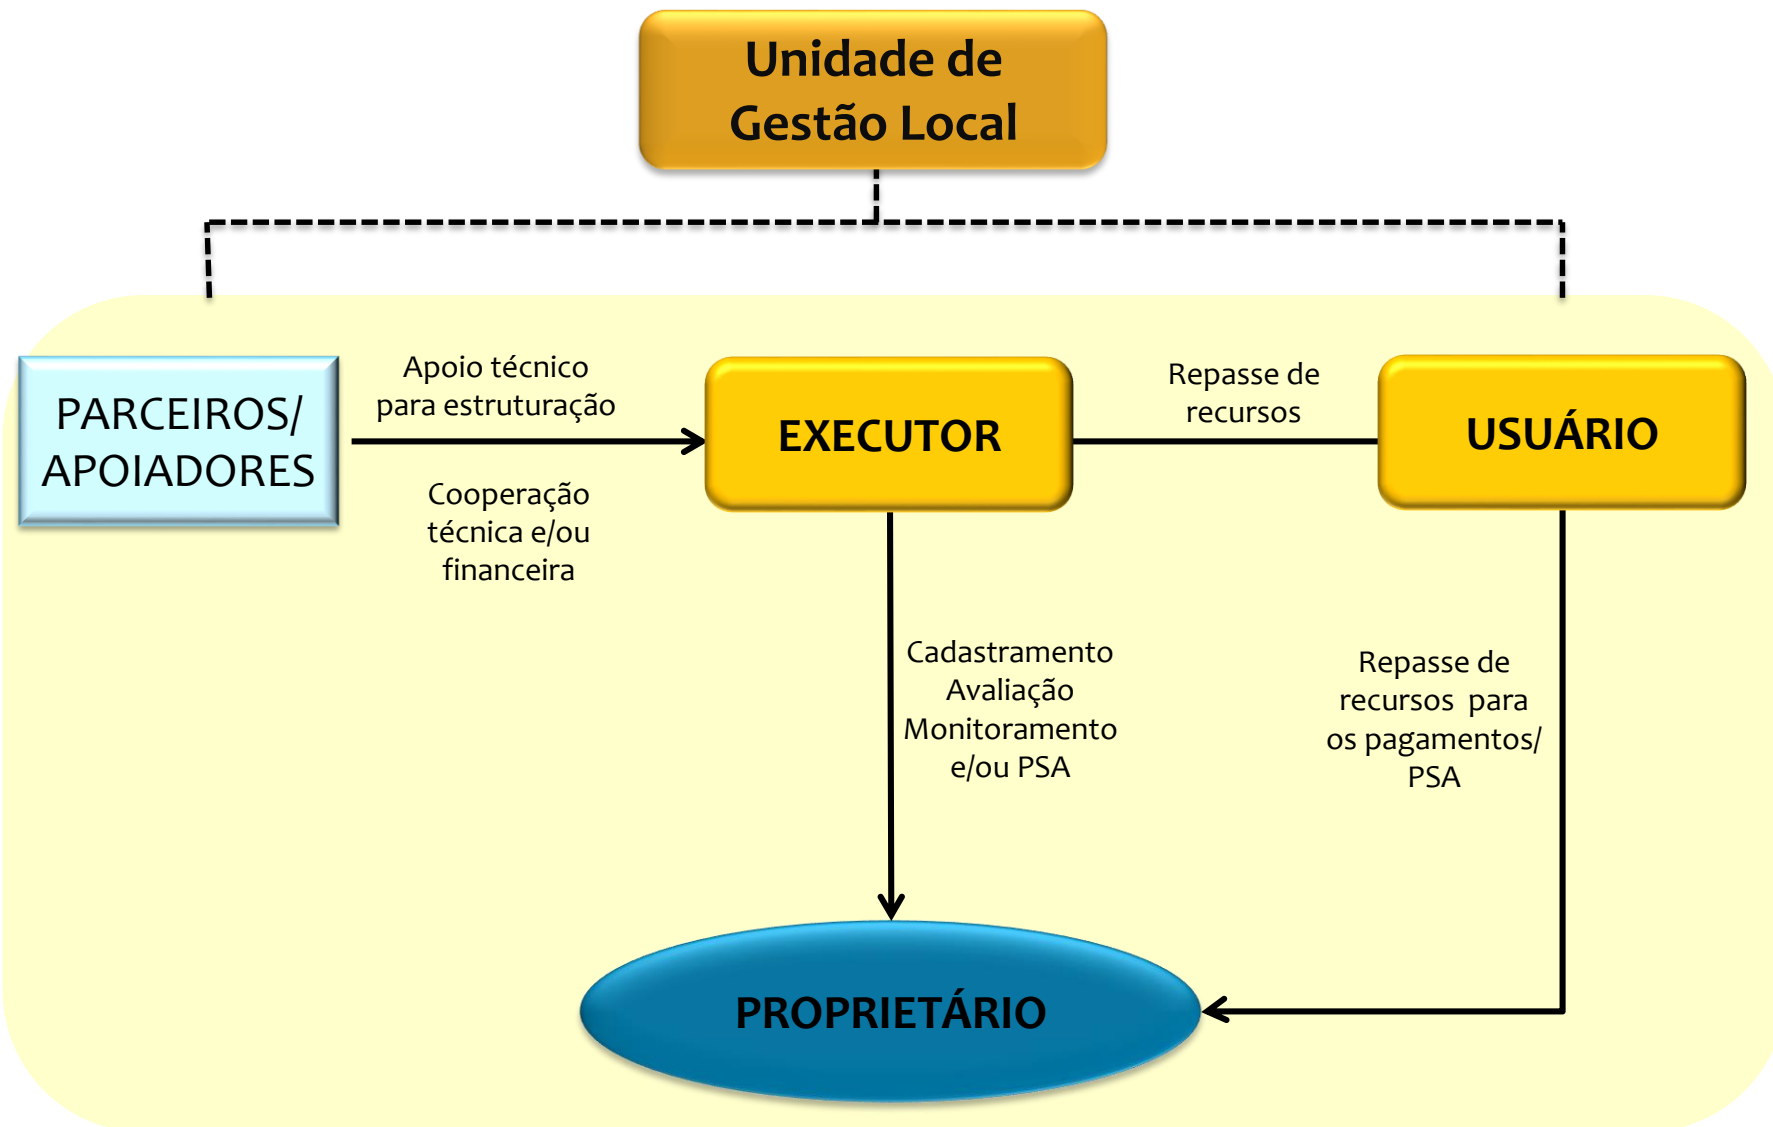 Unidade de
Gestão Local
PARCEIROS/
APOIADORES
Apoio técnico
para estruturação
Cooperação
técnica e/ou
financeira
EXECUTOR
Repasse de
recursos
USUÁRIO
Cadastramento
Avaliação
Monitoramento
e/ou PSA
Repasse de
recursos para
os pagamentos/
PSA
PROPRIETÁRIO